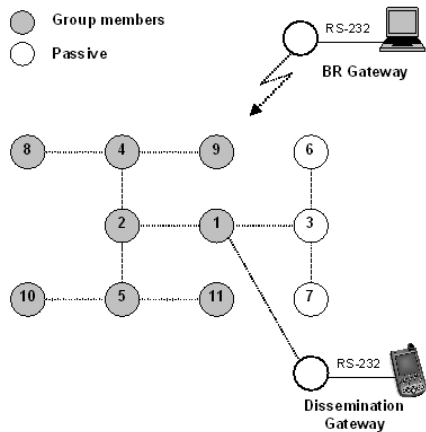 Group members
Passive
RS-232
BR Gateway
8 4 9 6
2 1 3
10 5 11 7
RS-232
Dissemination
Gateway